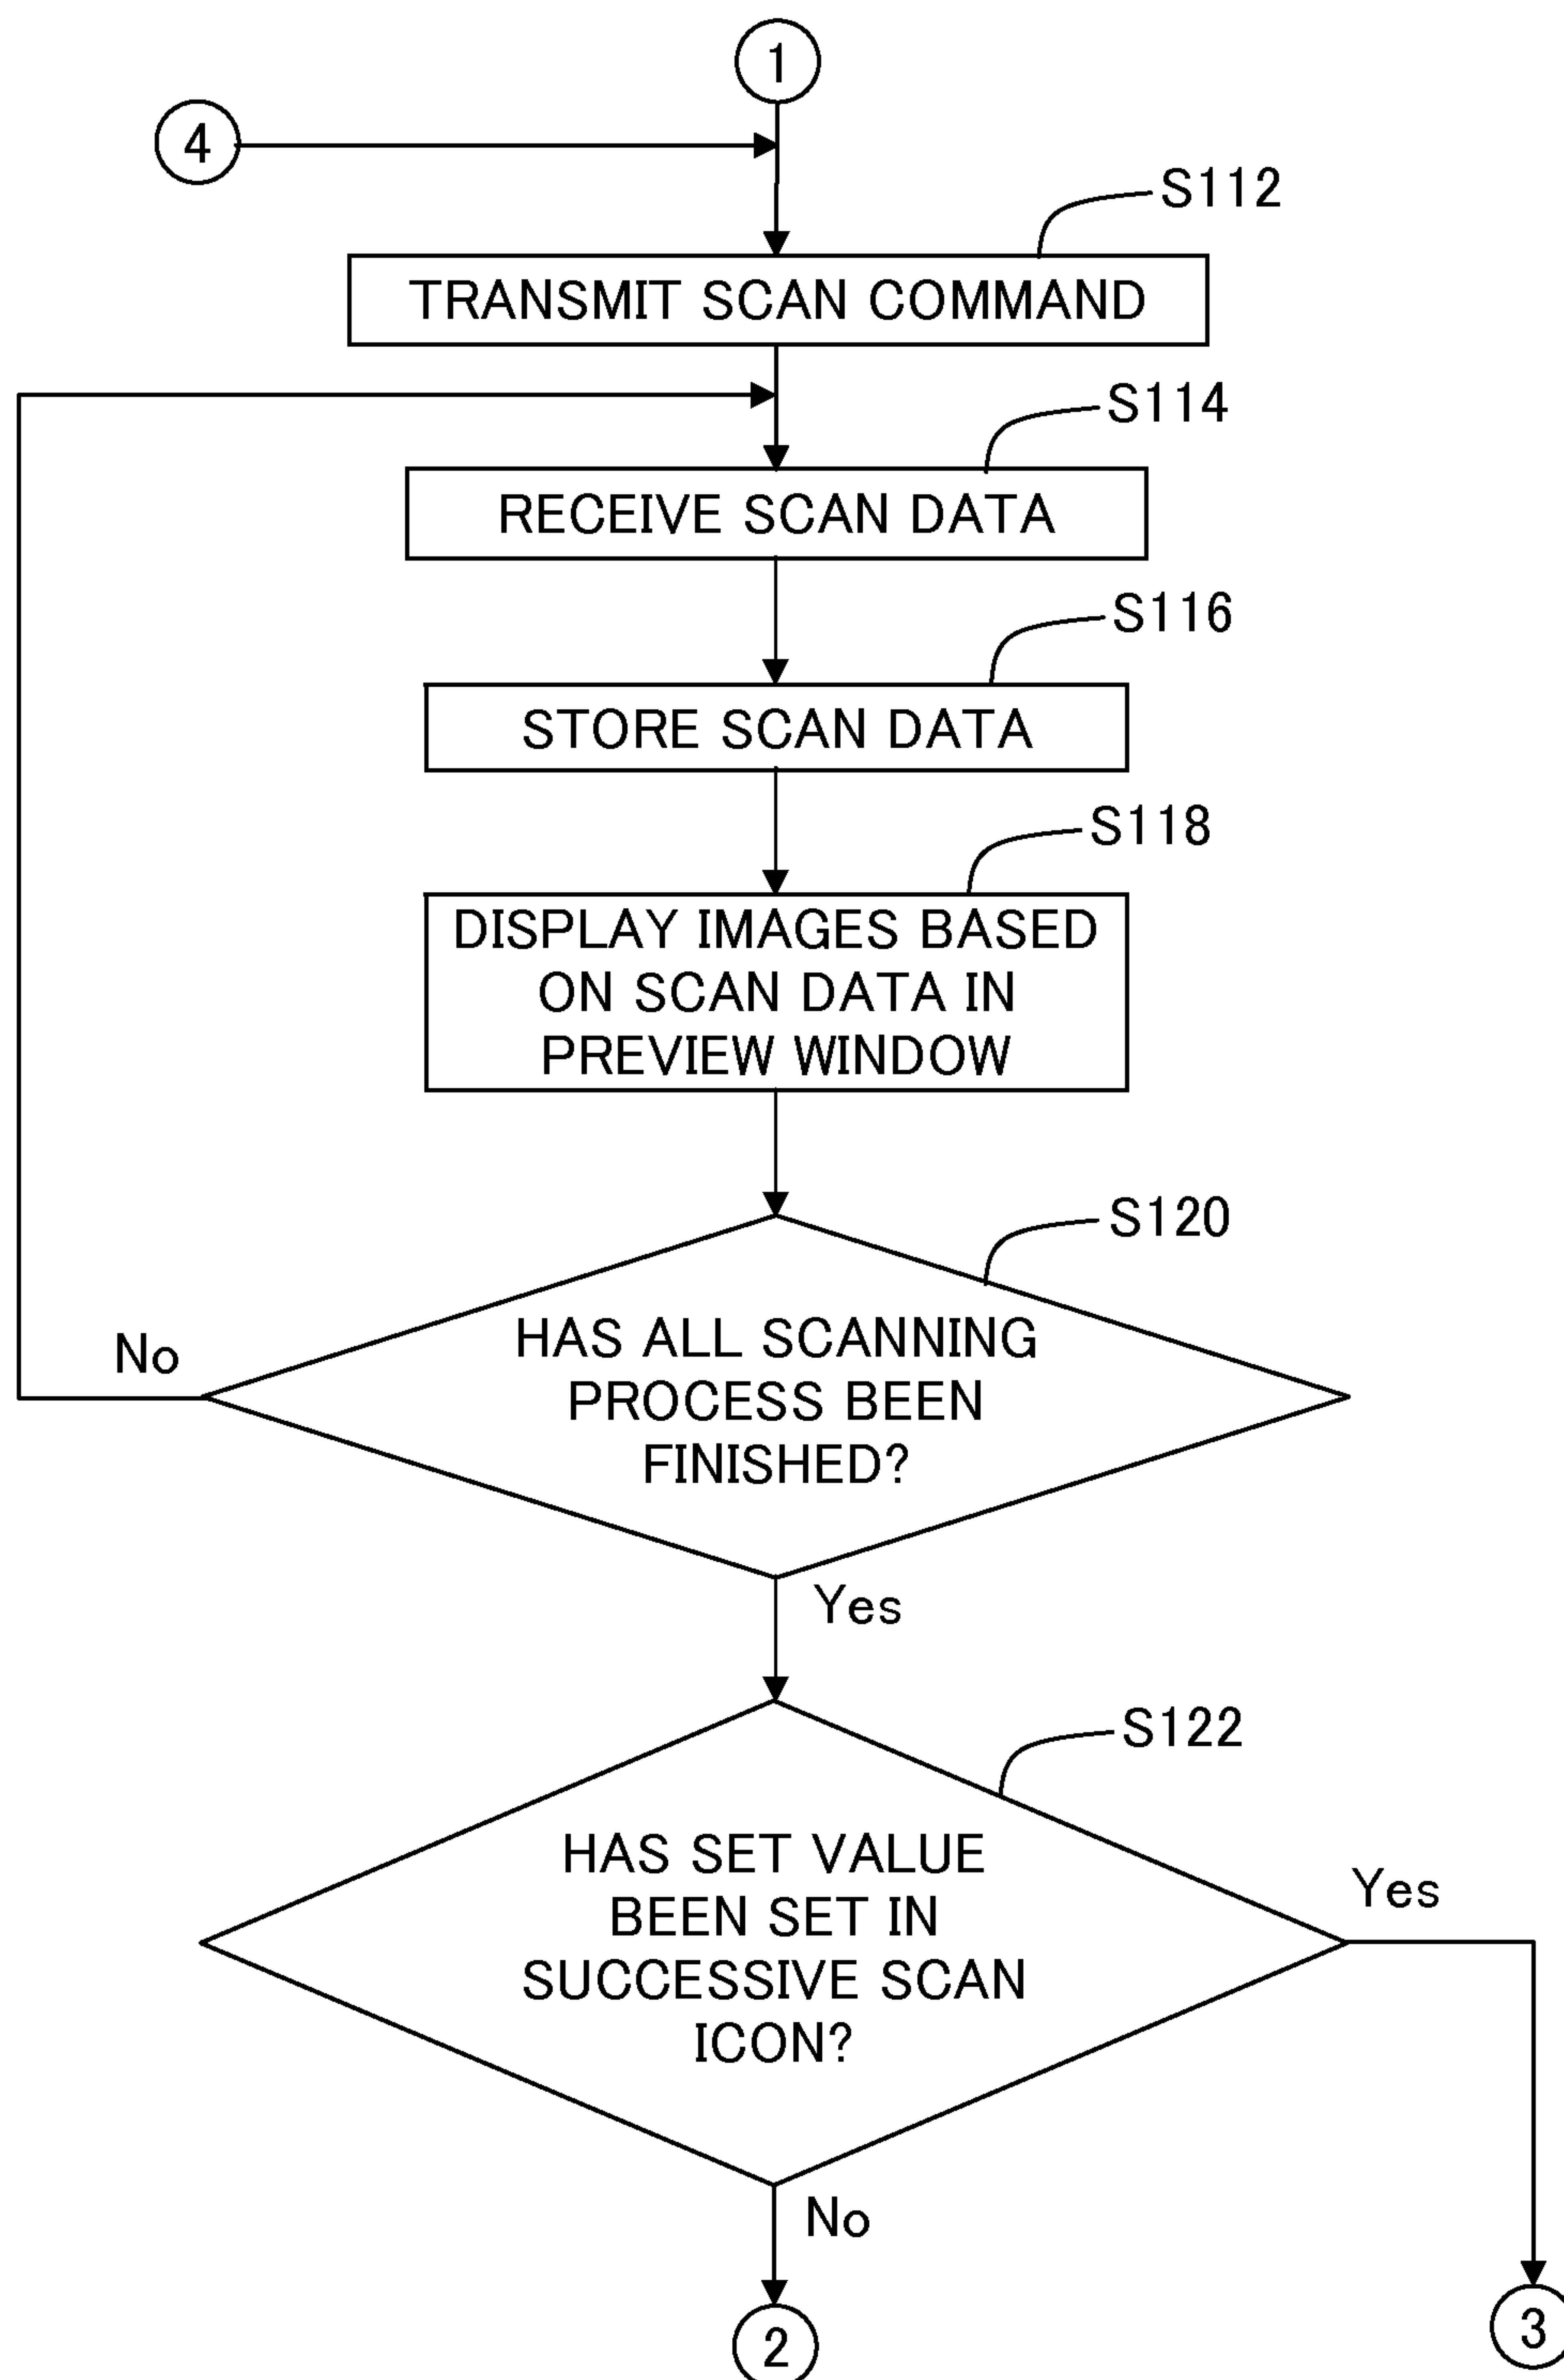 1
4
S112
TRANSMIT SCAN COMMAND
S114
RECEIVE SCAN DATA
S116
STORE SCAN DATA
S118
DISPLAY IMAGES BASED
ON SCAN DATA IN
PREVIEW WINDOW
S120
HAS ALL SCANNING
PROCESS BEEN
FINISHED?
No
Yes
S122
HAS SET VALUE
BEEN SET IN
SUCCESSIVE SCAN
ICON?
Yes
No
2
3